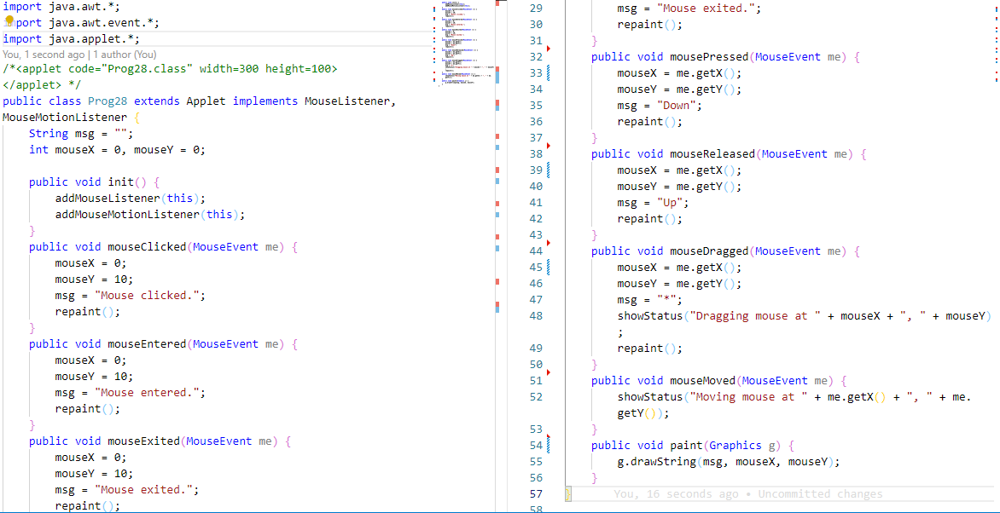 import java.awt.*;
import java.awt.event.*;
import java.applet.*;
You, 1 second ago | 1 author (You)
/*<applet code="Prog28.class" width=300 height=100>
</applet> */
public class Prog28 extends Applet implements MouseListener,
MouseMotionListener {
    String msg = "";
    int mouseX = 0, mouseY = 0;
    public void init() {
        addMouseListener(this);
        addMouseMotionListener(this);
    }
    public void mouseClicked(MouseEvent me) {
        mouseX = 0;
        mouseY = 10;
        msg = "Mouse clicked.";
        repaint();
    }
    public void mouseEntered(MouseEvent me) {
        mouseX = 0;
        mouseY = 10;
        msg = "Mouse entered.";
        repaint();
    }
    public void mouseExited(MouseEvent me) {
        mouseX = 0;
        mouseY = 10;
        msg = "Mouse exited.";
        repaint();
29         msg = "Mouse exited.";
30         repaint();
31     }
32     public void mousePressed(MouseEvent me) {
33         mouseX = me.getX();
34         mouseY = me.getY();
35         msg = "Down";
36         repaint();
37     }
38     public void mouseReleased(MouseEvent me) {
39         mouseX = me.getX();
40         mouseY = me.getY();
41         msg = "Up";
42         repaint();
43     }
44     public void mouseDragged(MouseEvent me) {
45         mouseX = me.getX();
46         mouseY = me.getY();
47         msg = "*";
48         showStatus("Dragging mouse at " + mouseX + ", " + mouseY)
;
49         repaint();
50     }
51     public void mouseMoved(MouseEvent me) {
52         showStatus("Moving mouse at " + me.getX() + ", " + me.
getY());
53     }
54     public void paint(Graphics g) {
55         g.drawString(msg, mouseX, mouseY);
56     }
57 } You, 16 seconds ago • Uncommitted changes
58